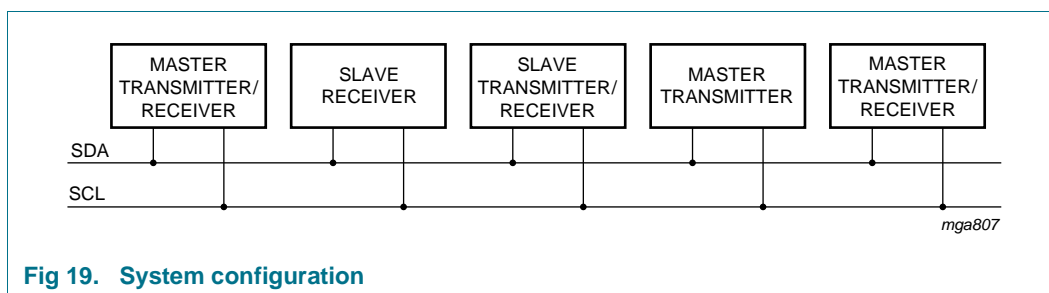 MASTER
TRANSMITTER/
RECEIVER
SLAVE
RECEIVER
SLAVE
TRANSMITTER/
RECEIVER
MASTER
TRANSMITTER
MASTER
TRANSMITTER/
RECEIVER
SDA
SCL
mga807
Fig 19. System configuration